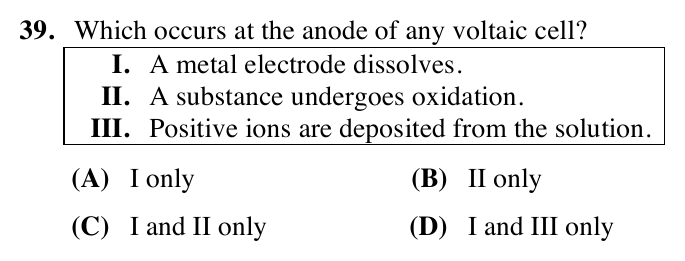 39. Which occurs at the anode of any voltaic cell?
I. A metal electrode dissolves.
II. A substance undergoes oxidation.
III. Positive ions are deposited from the solution.
(A) I only (B) II only
(C) I and II only (D) I and III only